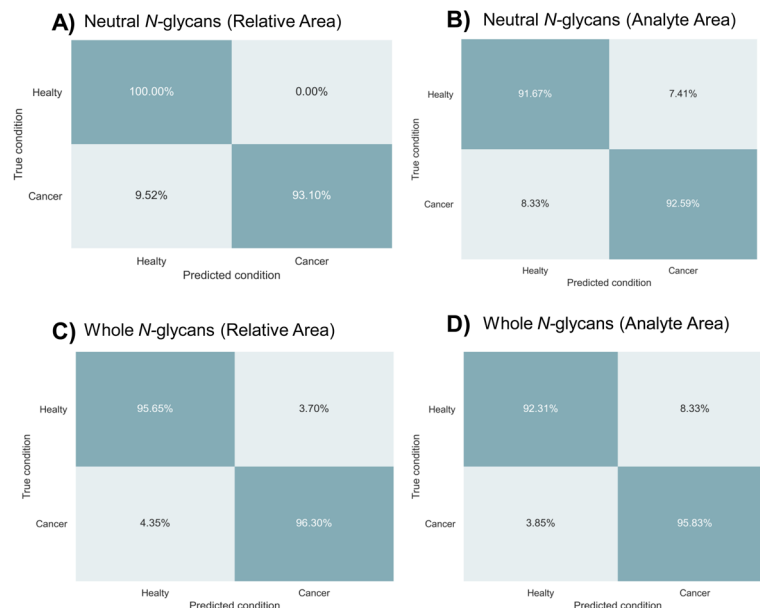 A) Neutral N-glycans (Relative Area)
True condition
Healty
100.00%
0.00%
Cancer
9.52%
93.10%
Healty
Cancer
Predicted condition
B) Neutral N-glycans (Analyte Area)
True condition
Healty
91.67%
7.41%
Cancer
8.33%
92.59%
Healty
Cancer
Predicted condition
C) Whole N-glycans (Relative Area)
True condition
Healty
95.65%
3.70%
Cancer
4.35%
96.30%
Healty
Cancer
Predicted condition
D) Whole N-glycans (Analyte Area)
True condition
Healty
92.31%
8.33%
Cancer
3.85%
95.83%
Healty
Cancer
Predicted condition